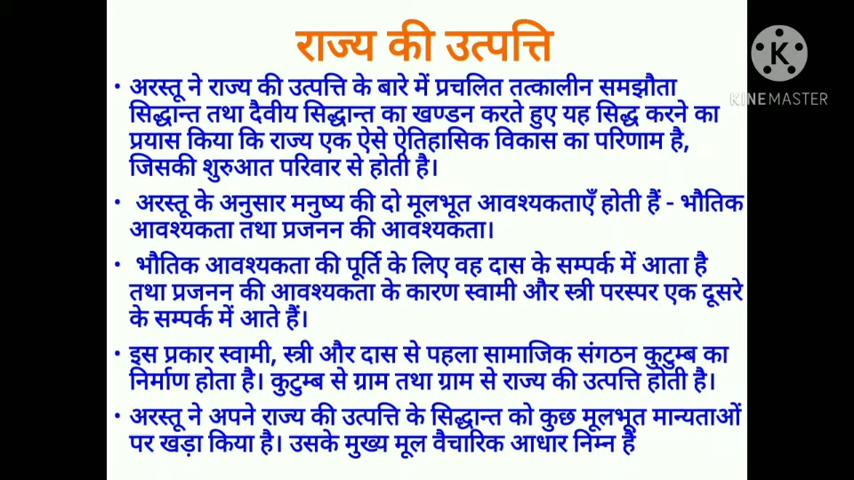 राज्य की उत्पत्ति
• अरस्तू ने राज्य की उत्पत्ति के बारे में प्रचलित तत्कालीन समझौता
सिद्धान्त तथा दैवीय सिद्धान्त का खण्डन करते हुए यह सिद्ध करने का
प्रयास किया कि राज्य एक ऐसे ऐतिहासिक विकास का परिणाम है,
जिसकी शुरुआत परिवार से होती है।
• अरस्तू के अनुसार मनुष्य की दो मूलभूत आवश्यकताएँ होती हैं - भौतिक
आवश्यकता तथा प्रजनन की आवश्यकता।
• भौतिक आवश्यकता की पूर्ति के लिए वह दास के सम्पर्क में आता है
तथा प्रजनन की आवश्यकता के कारण स्वामी और स्त्री परस्पर एक दूसरे
के सम्पर्क में आते हैं।
• इस प्रकार स्वामी, स्त्री और दास से पहला सामाजिक संगठन कुटुम्ब का
निर्माण होता है। कुटुम्ब से ग्राम तथा ग्राम से राज्य की उत्पत्ति होती है।
• अरस्तू ने अपने राज्य की उत्पत्ति के सिद्धान्त को कुछ मूलभूत मान्यताओं
पर खड़ा किया है। उसके मुख्य मूल वैचारिक आधार निम्न हैं
K
KINEMASTER